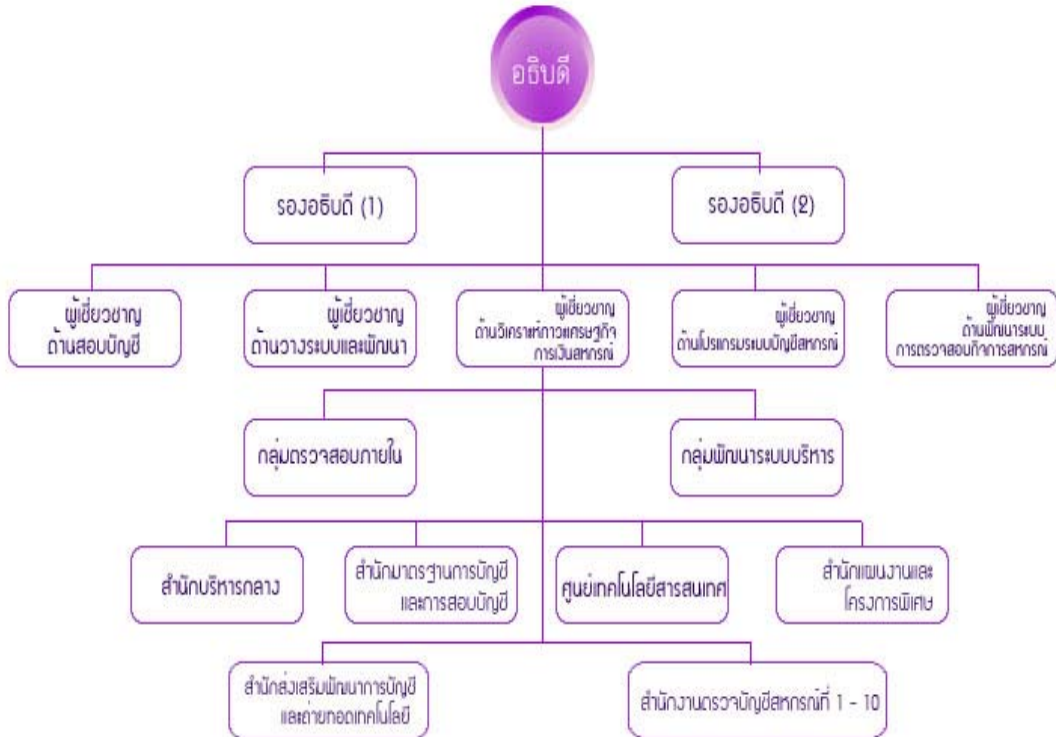 อธิบดี
รองอธิบดี (1)
รองอธิบดี (2)
ผู้เชี่ยวชาญ
ด้านสอบบัญชี
ผู้เชี่ยวชาญ
ด้านวางระบบและพัฒนา
ผู้เชี่ยวชาญ
ด้านวิเคราะห์ภาวะเศรษฐกิจ
การเงินสหกรณ์
ผู้เชี่ยวชาญ
ด้านโปรแกรมระบบบัญชีสหกรณ์
ผู้เชี่ยวชาญ
ด้านพัฒนาระบบ
การตรวจสอบกิจการสหกรณ์
กลุ่มตรวจสอบภายใน
กลุ่มพัฒนาระบบบริหาร
สำนักบริหารกลาง
สำนักมาตรฐานการบัญชี
และการสอบบัญชี
ศูนย์เทคโนโลยีสารสนเทศ
สำนักแผนงานและ
โครงการพิเศษ
สำนักส่งเสริมพัฒนาการบัญชี
และถ่ายทอดเทคโนโลยี
สำนักงานตรวจบัญชีสหกรณ์ที่ 1 - 10